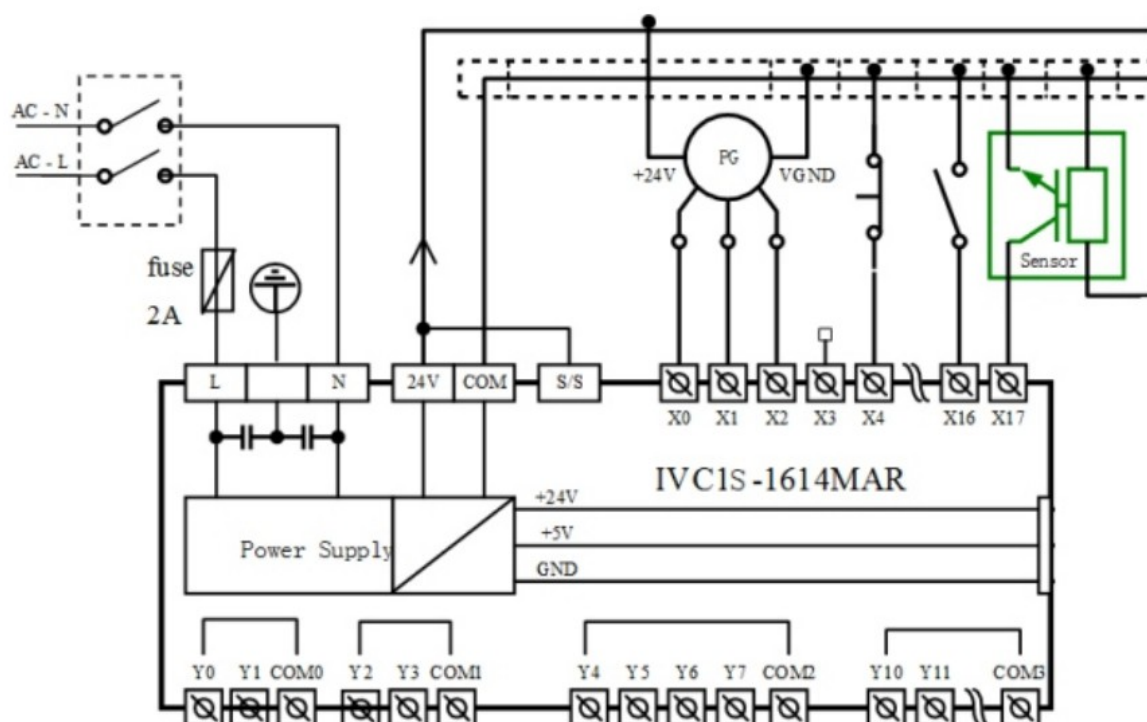 AC - N
AC - L
+24V
PG
VGND
fuse
2A
Sensor
L
N
24V
COM
S/S
X0
X1
X2
X3
X4
X16
X17
IVC1S -1614MAR
+24V
Power Supply
+5V
GND
Y0
Y1
COM0
Y2
Y3
COM1
Y4
Y5
Y6
Y7
COM2
Y10
Y11
COM3